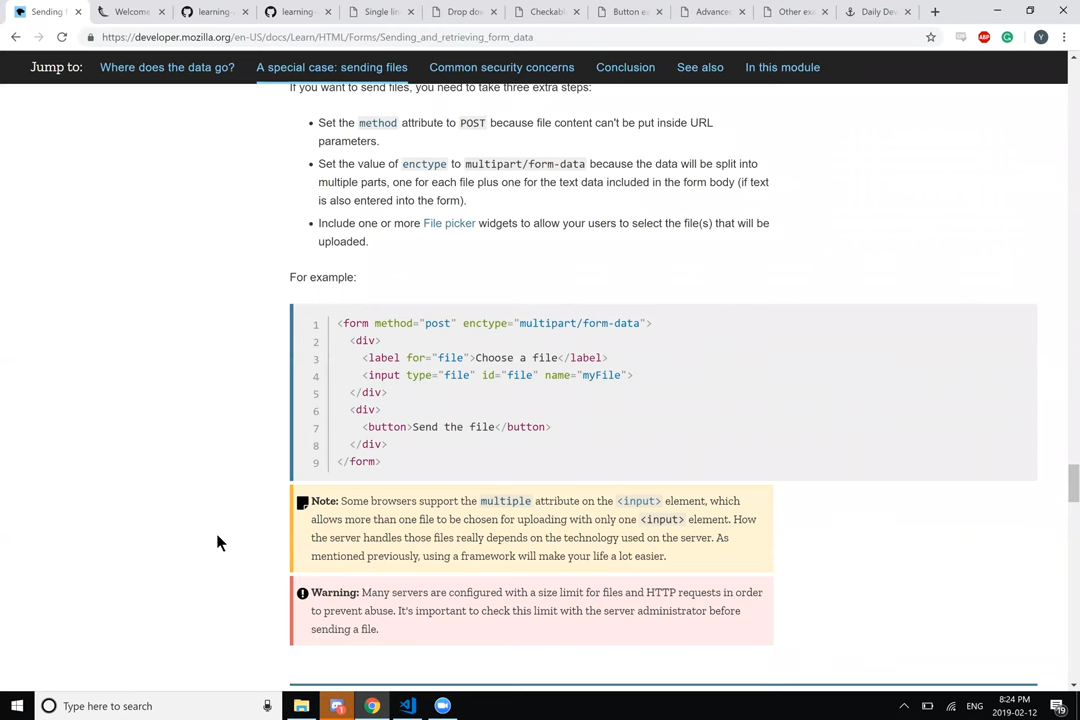 Sending f
Welcome
learning-
learning-
Single li
Drop do
Checkab
Button e
Advance
Other ex
Daily Dev
https://developer.mozilla.org/en-US/docs/Learn/HTML/Forms/Sending_and_retrieving_form_data
ABP
G
Y
Jump to: Where does the data go? A special case: sending files Common security concerns Conclusion See also In this module
If you want to send files, you need to take three extra steps:
• Set the method attribute to POST because file content can't be put inside URL
parameters.
• Set the value of enctype to multipart/form-data because the data will be split into
multiple parts, one for each file plus one for the text data included in the form body (if text
is also entered into the form).
• Include one or more File picker widgets to allow your users to select the file(s) that will be
uploaded.
For example:
1 <form method="post" enctype="multipart/form-data">
2 <div>
3 <label for="file">Choose a file</label>
4 <input type="file" id="file" name="myFile">
5 </div>
6 <div>
7 <button>Send the file</button>
8 </div>
9 </form>
Note: Some browsers support the multiple attribute on the <input> element, which
allows more than one file to be chosen for uploading with only one <input> element. How
the server handles those files really depends on the technology used on the server. As
mentioned previously, using a framework will make your life a lot easier.
Warning: Many servers are configured with a size limit for files and HTTP requests in order
to prevent abuse. It's important to check this limit with the server administrator before
sending a file.
Type here to search
ENG
8:24 PM
2019-02-12
19